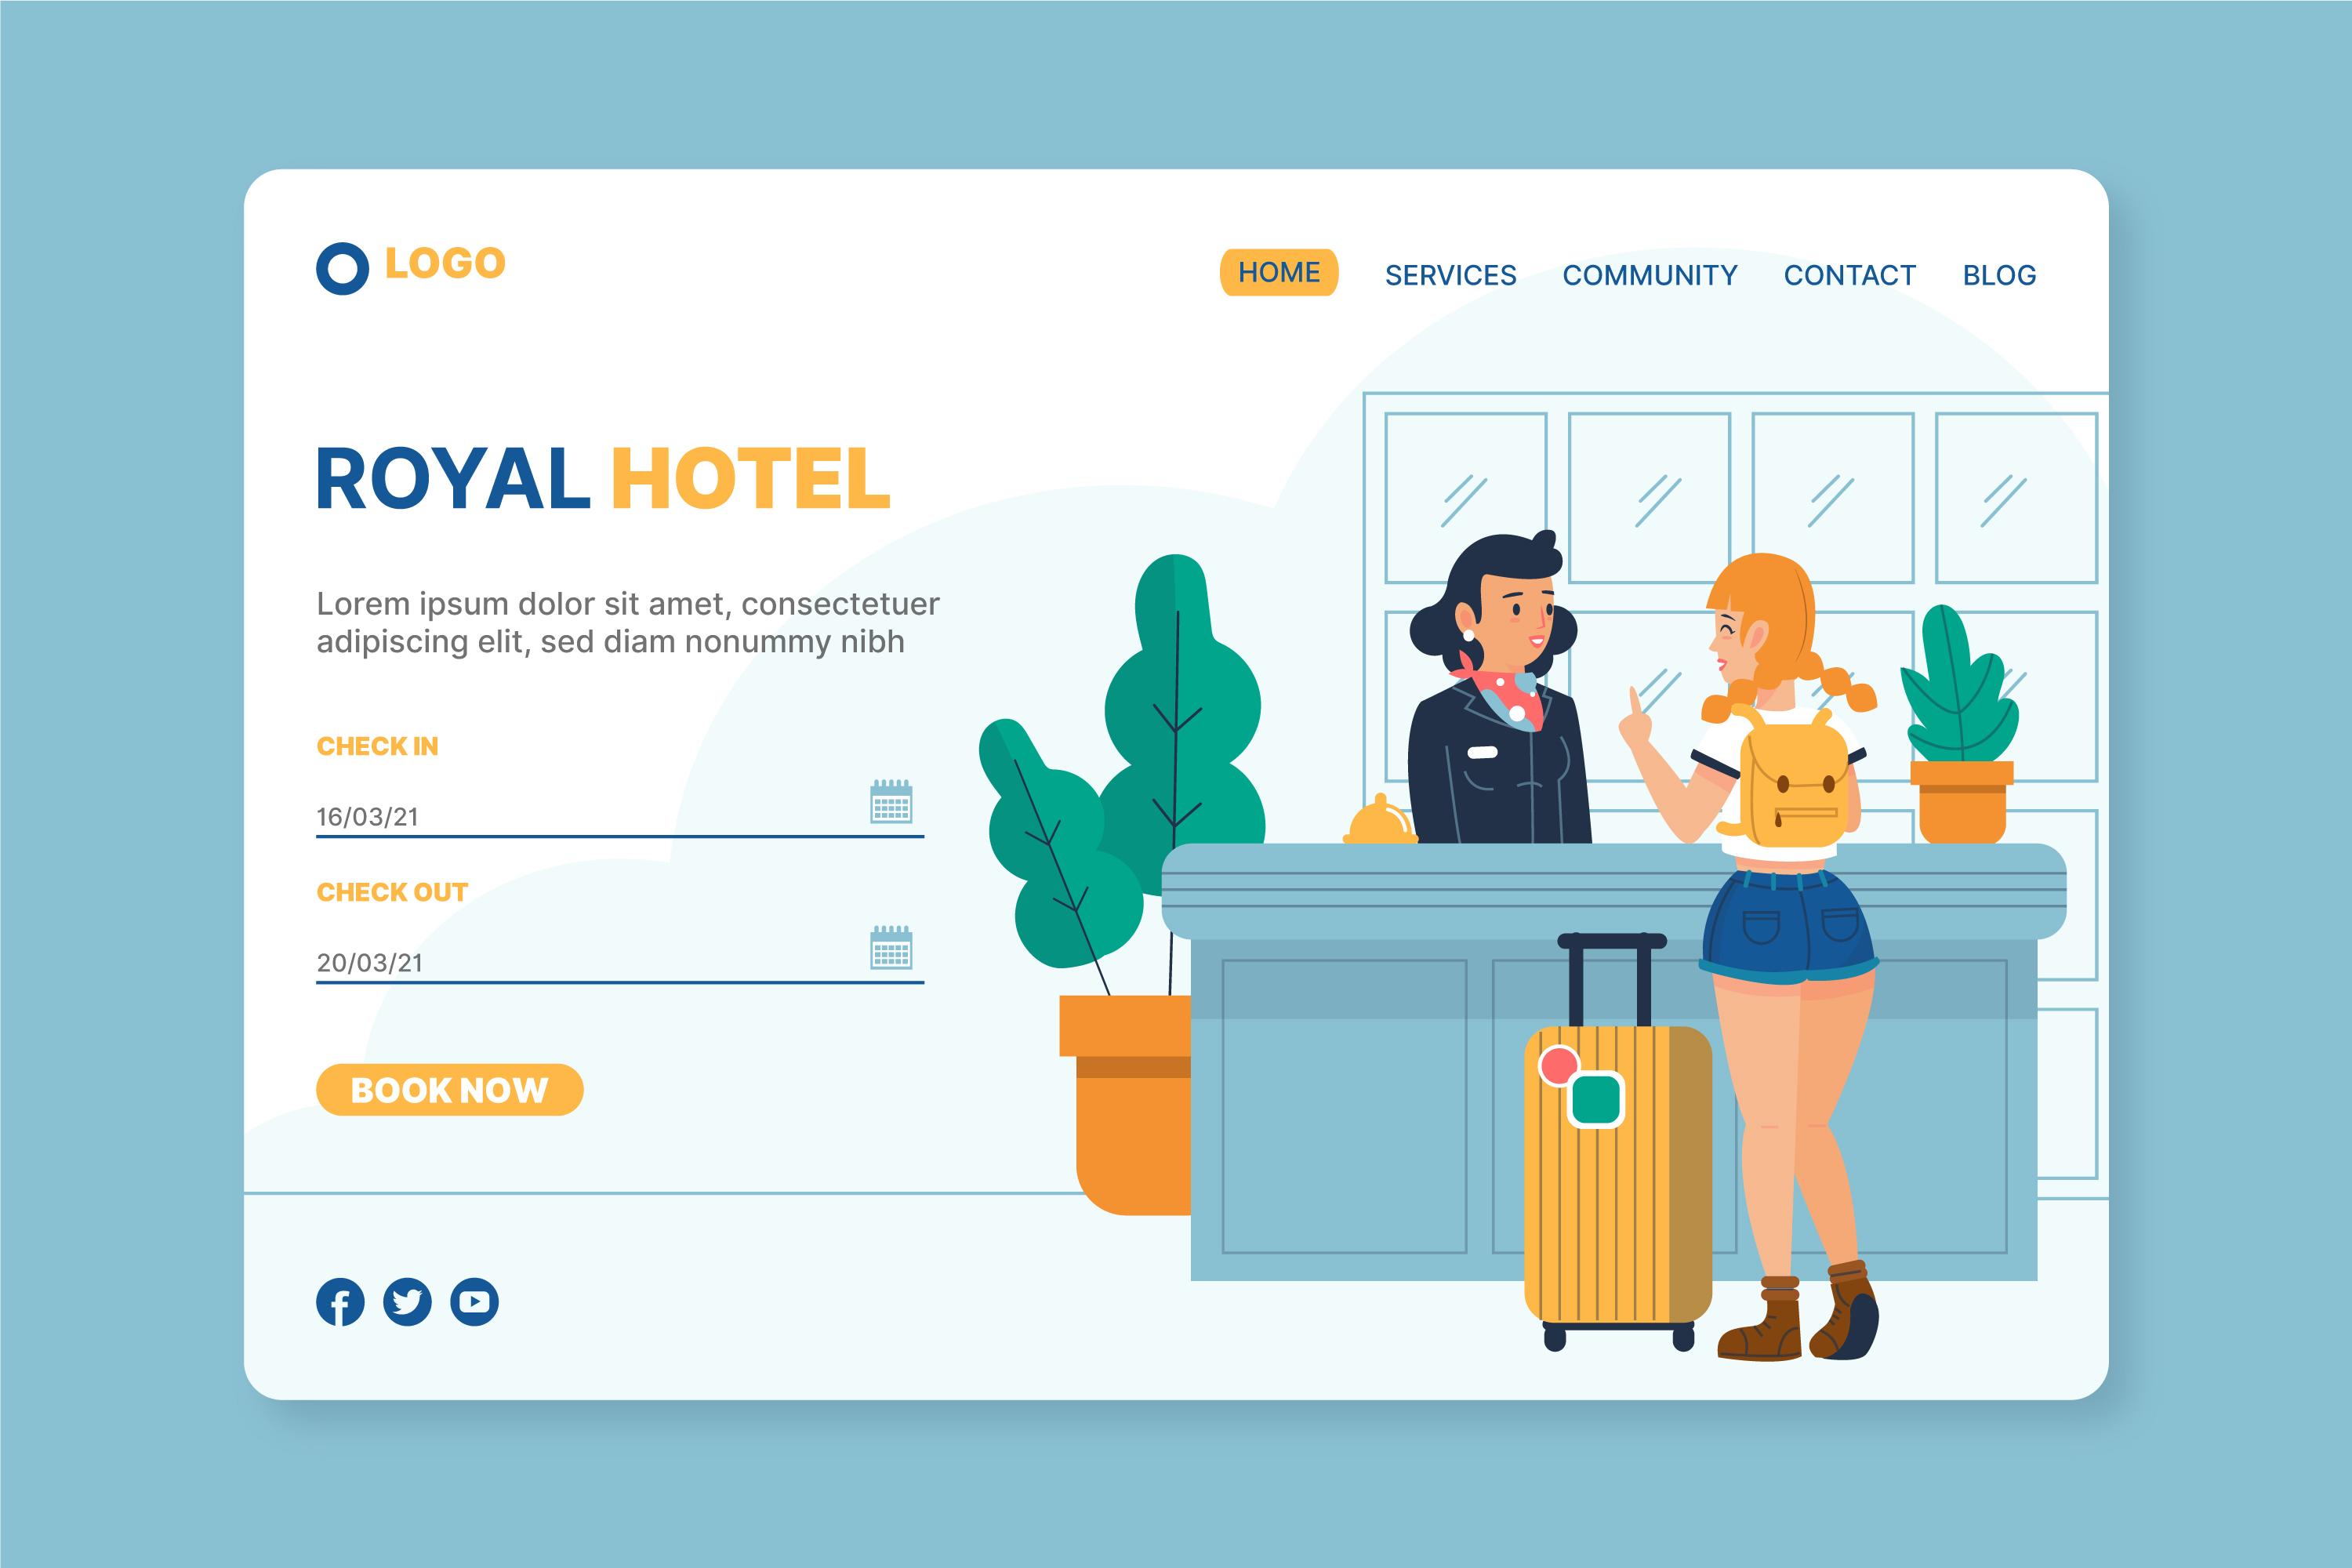 LOGO
HOME SERVICES COMMUNITY CONTACT BLOG
ROYAL HOTEL
Lorem ipsum dolor sit amet, consectetuer
adipiscing elit, sed diam nonummy nibh
CHECK IN
16/03/21
CHECK OUT
20/03/21
BOOK NOW